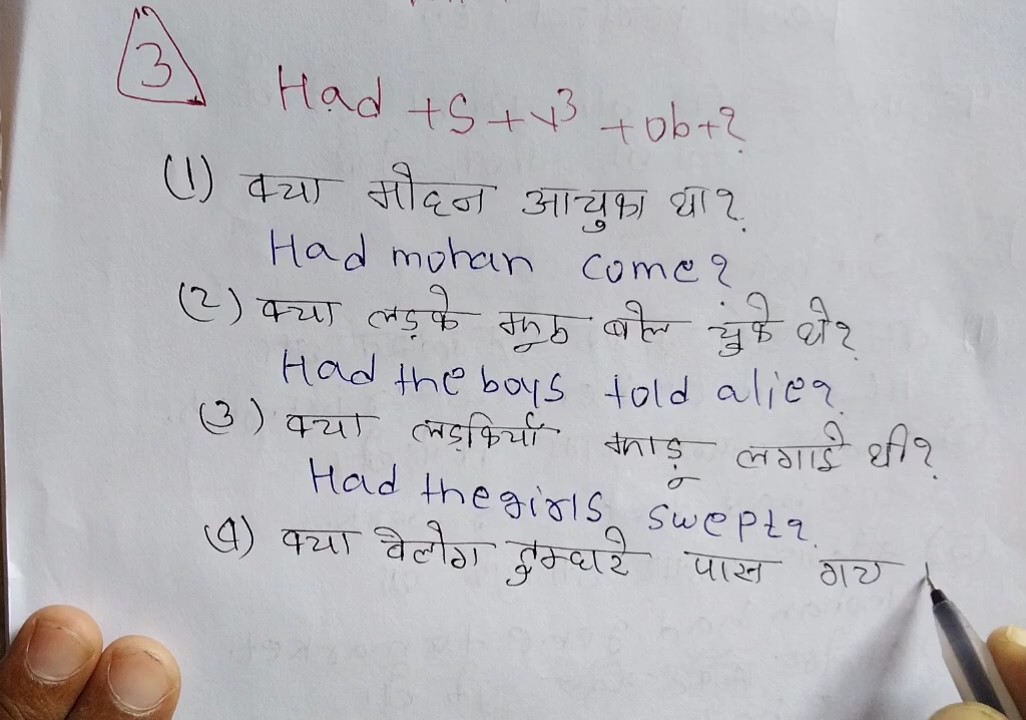 3
Had + S + v3 + ob + ?
(1) क्या मोहन आचुका था?
Had mohan come?
(2) क्या लड़के झूठ बोल चुके थे?
Had the boys told a lie?
(3) क्या लड़कियाँ झाड़ू लगाई थी?
Had the girls swept?
(4) क्या वेलोग तुम्हारे पास गय